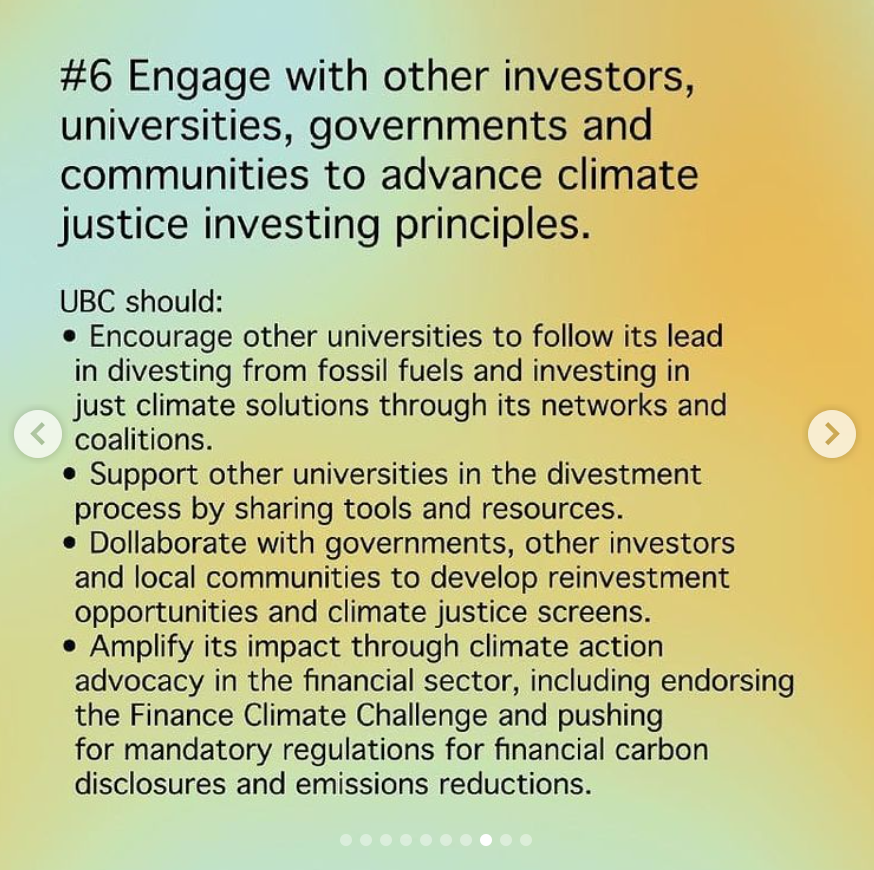 #6 Engage with other investors,
universities, governments and
communities to advance climate
justice investing principles.
UBC should:
• Encourage other universities to follow its lead
in divesting from fossil fuels and investing in
just climate solutions through its networks and
coalitions.
• Support other universities in the divestment
process by sharing tools and resources.
• Dollaborate with governments, other investors
and local communities to develop reinvestment
opportunities and climate justice screens.
• Amplify its impact through climate action
advocacy in the financial sector, including endorsing
the Finance Climate Challenge and pushing
for mandatory regulations for financial carbon
disclosures and emissions reductions.